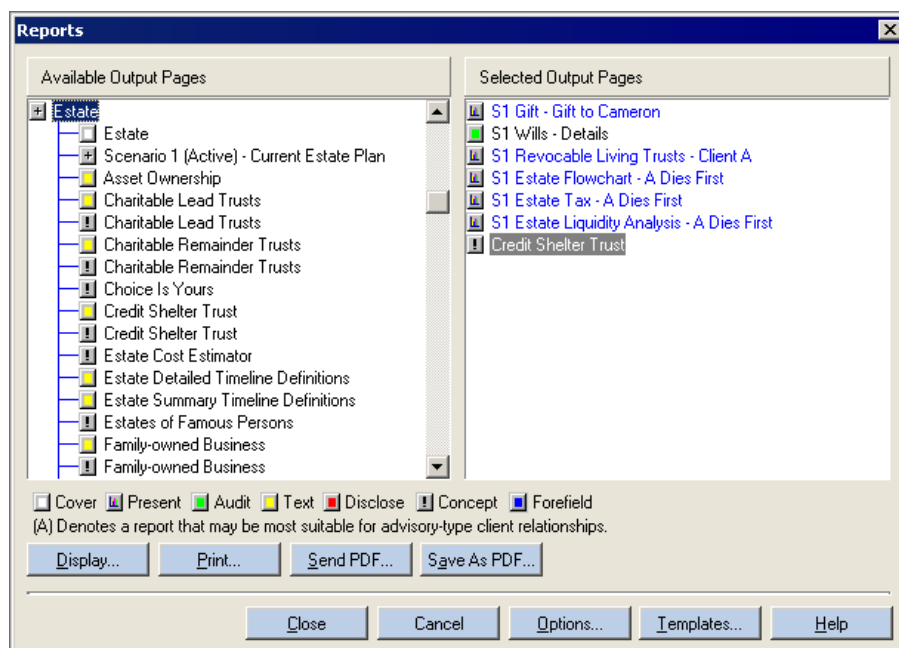 Reports
Available Output Pages
Selected Output Pages
Estate
Estate
Scenario 1 (Active) - Current Estate Plan
Asset Ownership
Charitable Lead Trusts
Charitable Lead Trusts
Charitable Remainder Trusts
Charitable Remainder Trusts
Choice Is Yours
Credit Shelter Trust
Credit Shelter Trust
Estate Cost Estimator
Estate Detailed Timeline Definitions
Estate Summary Timeline Definitions
Estates of Famous Persons
Family-owned Business
Family-owned Business
S1 Gift - Gift to Cameron
S1 Wills - Details
S1 Revocable Living Trusts - Client A
S1 Estate Flowchart - A Dies First
S1 Estate Tax - A Dies First
S1 Estate Liquidity Analysis - A Dies First
Credit Shelter Trust
Cover Present Audit Text Disclose Concept Forefield
(A) Denotes a report that may be most suitable for advisory-type client relationships.
Display... Print... Send PDF... Save As PDF...
Close Cancel Options... Templates... Help